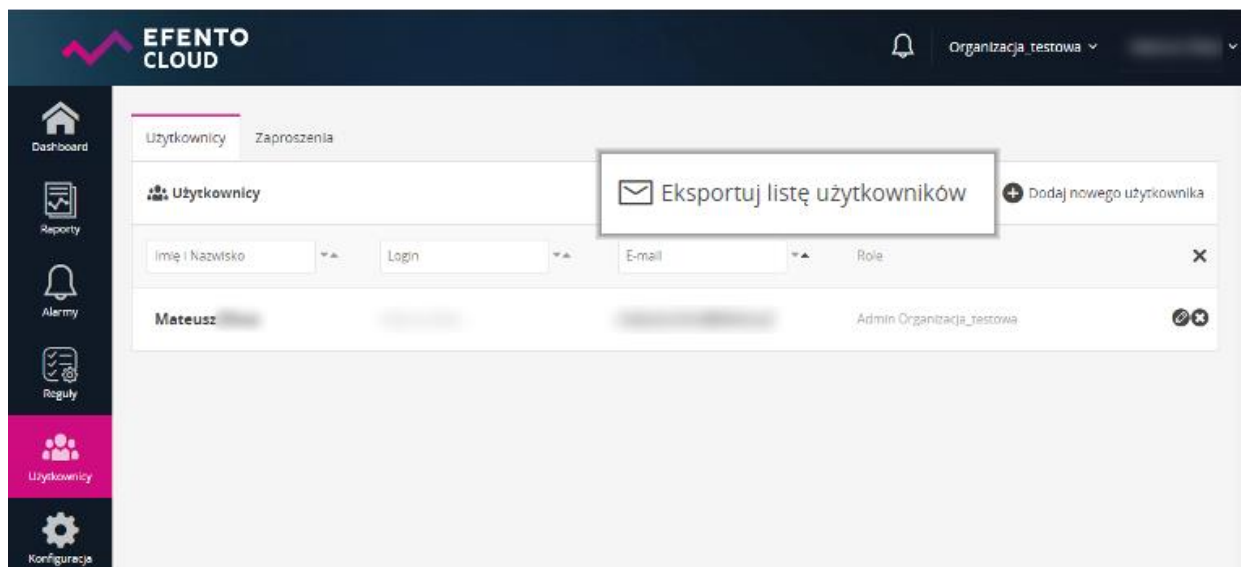 EFENTO
CLOUD
Organizacja_testowa
Dashboard
Użytkownicy Zaproszenia
Użytkownicy
Eksportuj listę użytkowników
Dodaj nowego użytkownika
Raporty
Imię i Nazwisko Login E-mail Role
Alarmy
Mateusz Admin Organizacja_testowa
Reguły
Użytkownicy
Konfiguracja